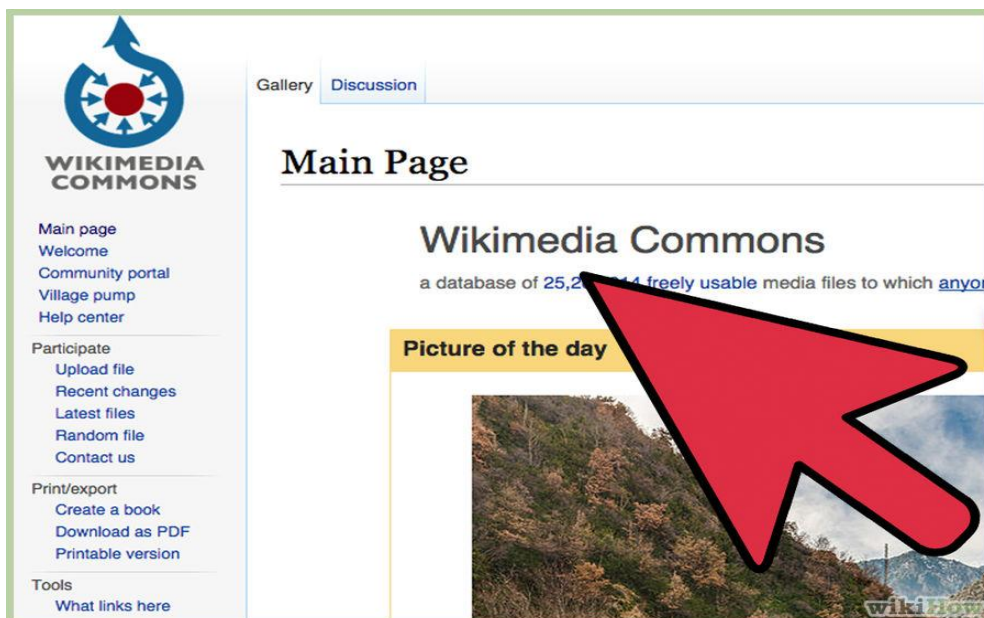 WIKIMEDIA
COMMONS
Main page
Welcome
Community portal
Village pump
Help center
Participate
Upload file
Recent changes
Latest files
Random file
Contact us
Print/export
Create a book
Download as PDF
Printable version
Tools
What links here
Gallery Discussion
Main Page
Wikimedia Commons
a database of freely usable media files to which
Picture of the day
wikiHow